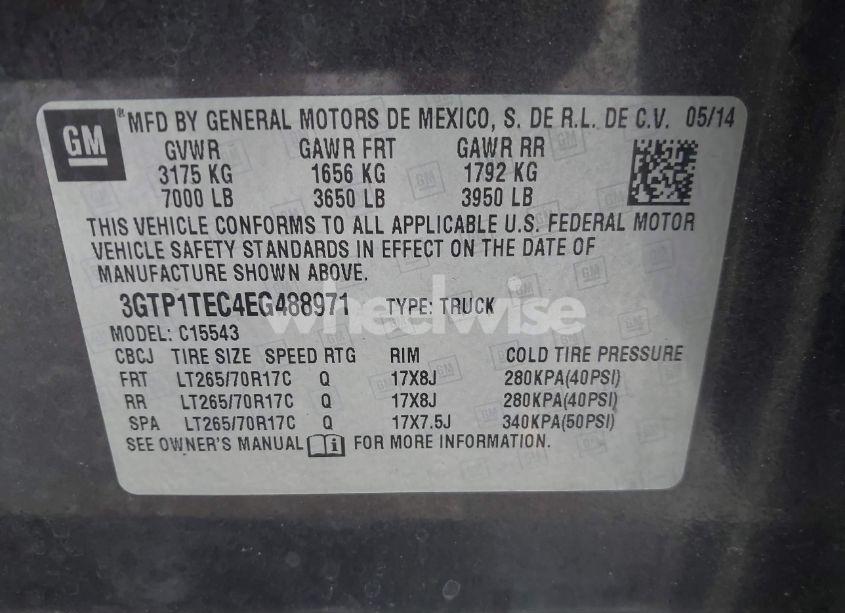 GM
® MFD BY GENERAL MOTORS DE MEXICO, S. DE R.L. DE C.V. 05/14
GVWR GAWR FRT GAWR RR
3175 KG 1656 KG 1792 KG
7000 LB 3650 LB 3950 LB
THIS VEHICLE CONFORMS TO ALL APPLICABLE U.S. FEDERAL MOTOR
VEHICLE SAFETY STANDARDS IN EFFECT ON THE DATE OF
MANUFACTURE SHOWN ABOVE.
3GTP1TEC4EG488971 TYPE: TRUCK
wheelwise
MODEL: C15543
CBCJ TIRE SIZE SPEED RTG RIM COLD TIRE PRESSURE
FRT LT265/70R17C Q 17X8J 280KPA(40PSI)
RR LT265/70R17C Q 17X8J 280KPA(40PSI)
SPA LT265/70R17C Q 17X7.5J 340KPA(50PSI)
SEE OWNER'S MANUAL i FOR MORE INFORMATION.